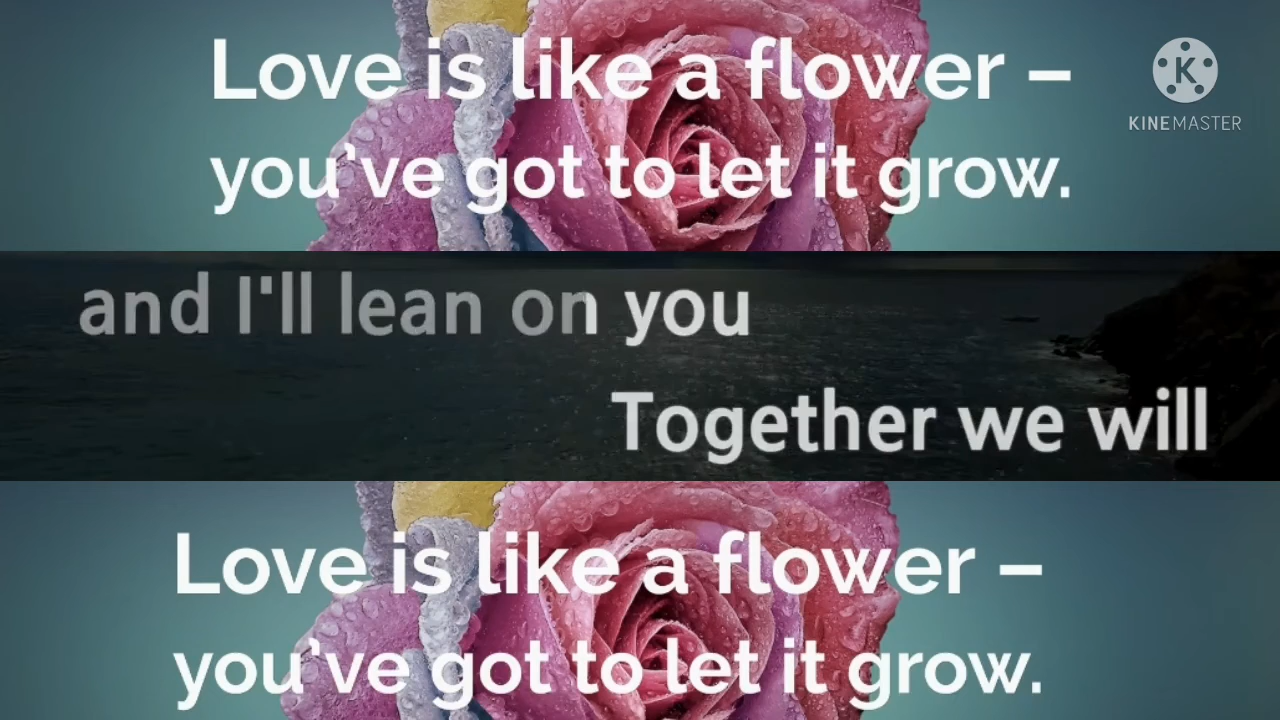 Love is like a flower –
you've got to let it grow.
K
KINEMASTER
and I'll lean on you
Together we will
Love is like a flower –
you've got to let it grow.